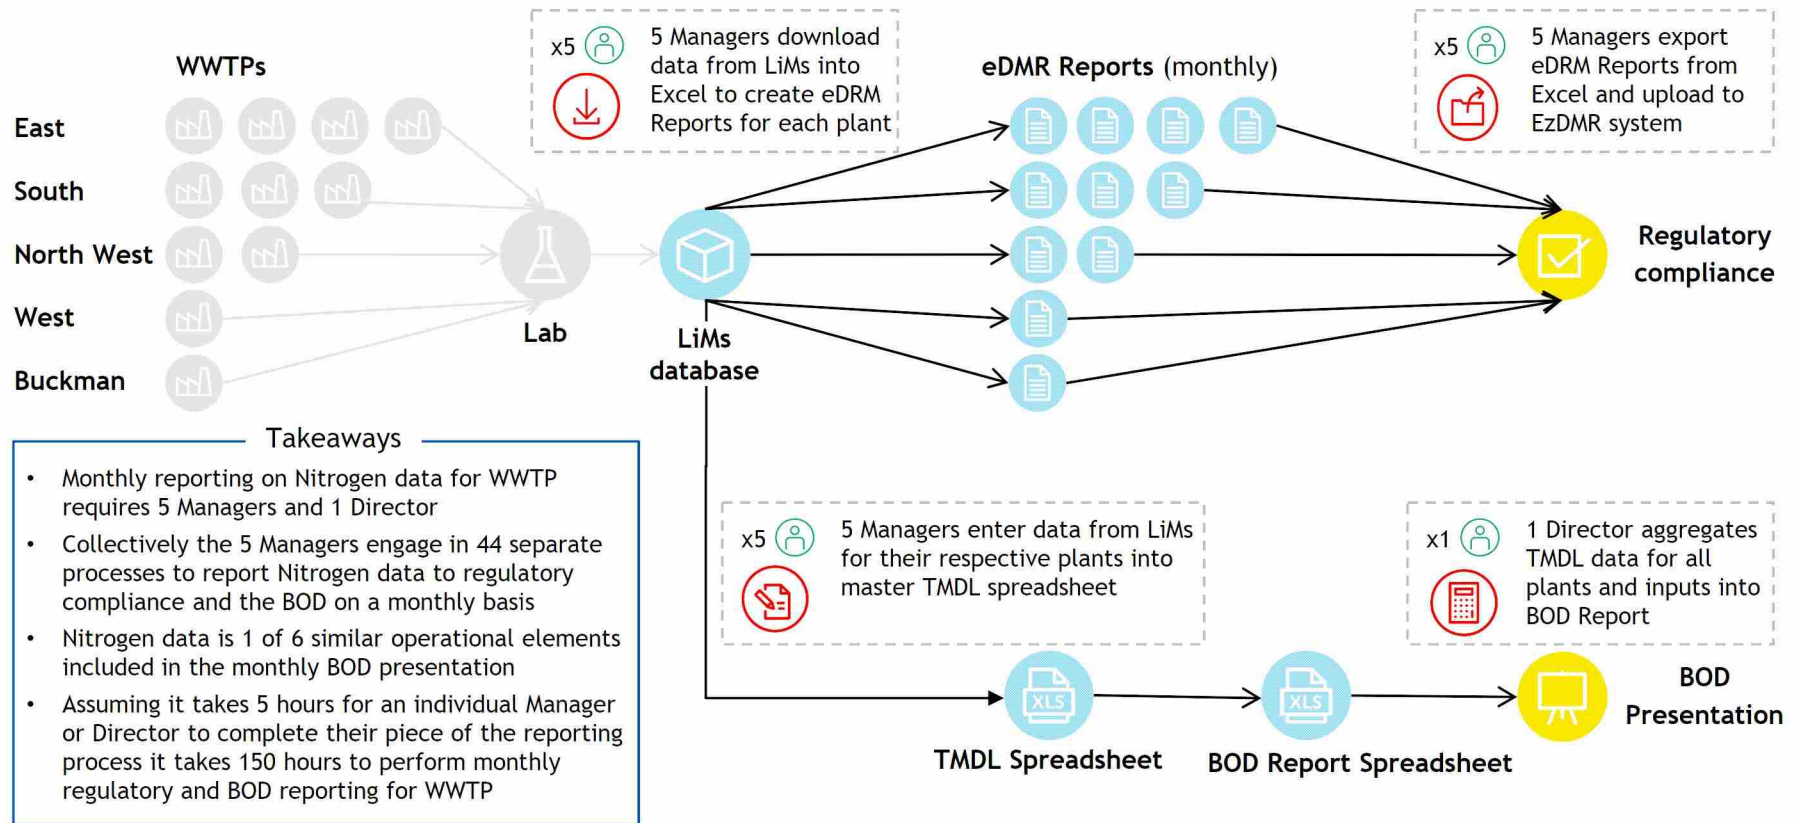 WWTPs
East
South
North West
West
Buckman
Lab
x5
5 Managers download
data from LiMs into
Excel to create eDRM
Reports for each plant
LiMs
database
eDMR Reports (monthly)
x5
5 Managers export
eDRM Reports from
Excel and upload to
EzDMR system
Regulatory
compliance
Takeaways
• Monthly reporting on Nitrogen data for WWTP
requires 5 Managers and 1 Director
• Collectively the 5 Managers engage in 44 separate
processes to report Nitrogen data to regulatory
compliance and the BOD on a monthly basis
• Nitrogen data is 1 of 6 similar operational elements
included in the monthly BOD presentation
• Assuming it takes 5 hours for an individual Manager
or Director to complete their piece of the reporting
process it takes 150 hours to perform monthly
regulatory and BOD reporting for WWTP
x5
5 Managers enter data from LiMs
for their respective plants into
master TMDL spreadsheet
x1
1 Director aggregates
TMDL data for all
plants and inputs into
BOD Report
XLS
TMDL Spreadsheet
XLS
BOD Report Spreadsheet
BOD
Presentation